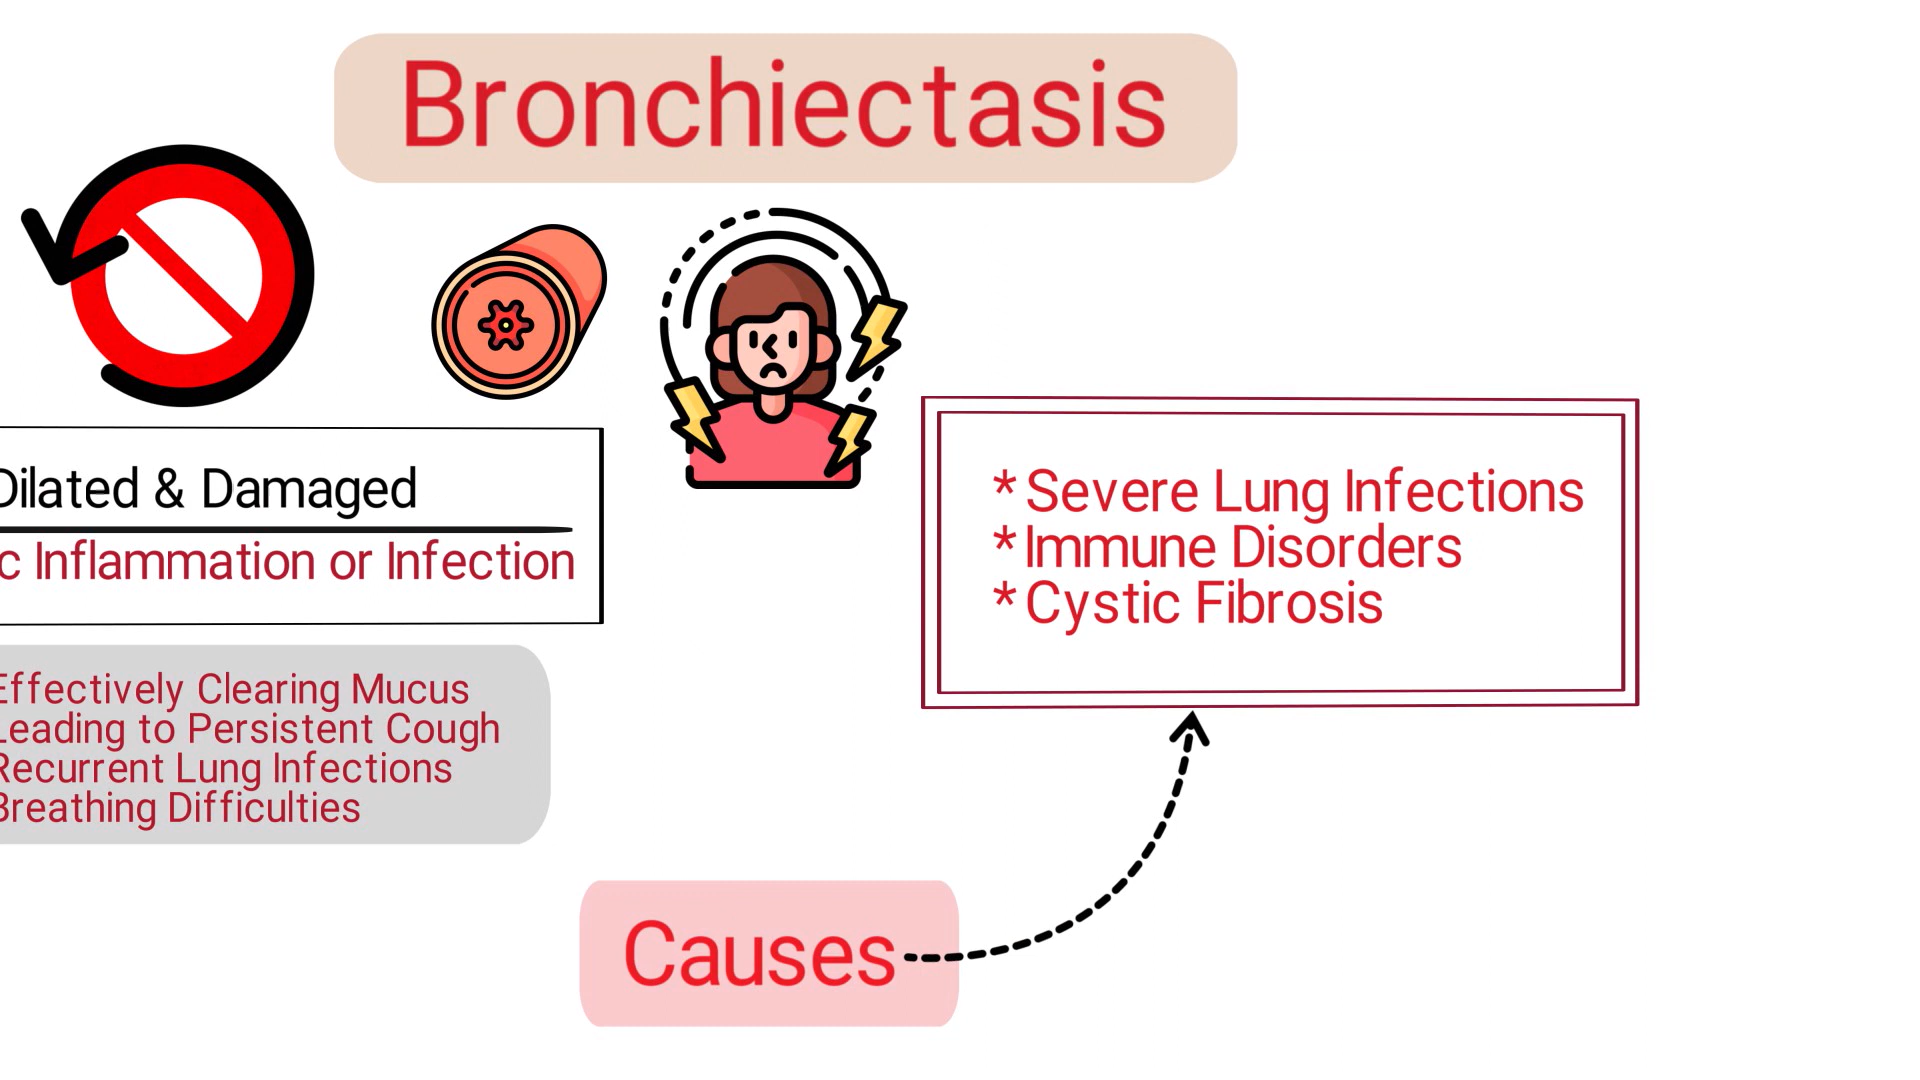 Bronchiectasis
Dilated & Damaged
c Inflammation or Infection
Effectively Clearing Mucus
Leading to Persistent Cough
Recurrent Lung Infections
Breathing Difficulties
* Severe Lung Infections
* Immune Disorders
* Cystic Fibrosis
Causes